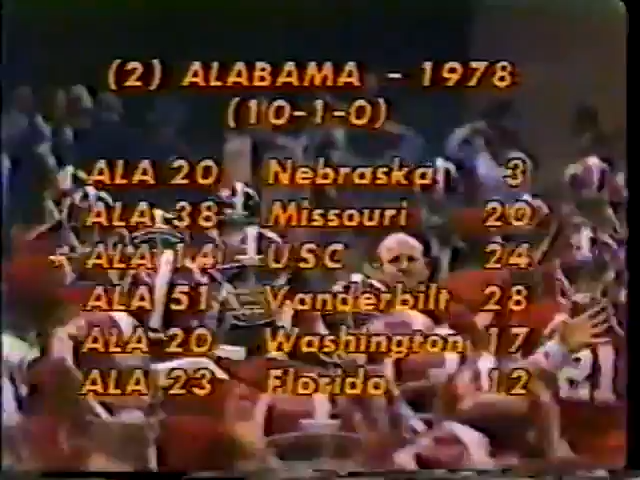 (2) ALABAMA - 1978
(10-1-0)
ALA 20 Nebraska 3
ALA 38 Missouri 20
ALA 14 USC 24
ALA 51 Vanderbilt 28
ALA 20 Washington 17
ALA 23 Florida 12
21